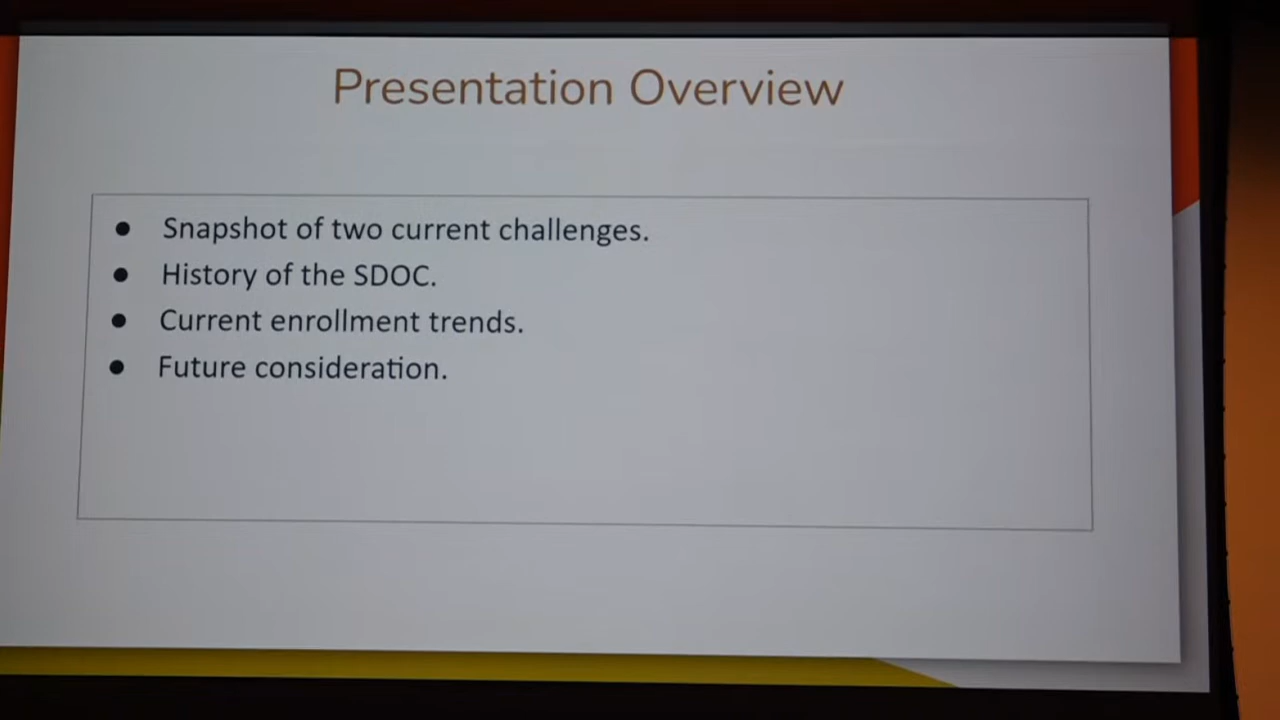 Presentation Overview
● Snapshot of two current challenges.
● History of the SDOC.
● Current enrollment trends.
● Future consideration.